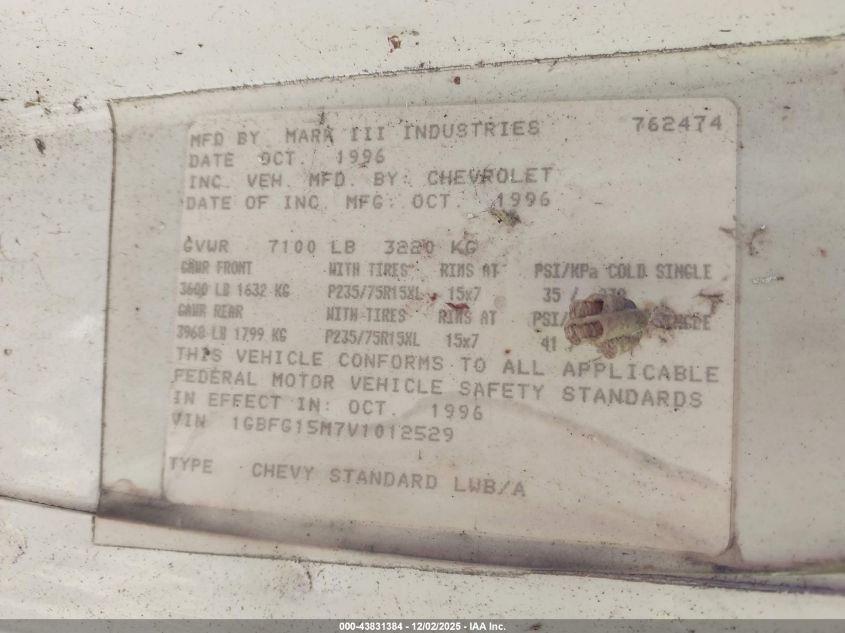 MFD BY MARK III INDUSTRIES 762474
DATE OCT. 1996
INC. VEH. MFD. BY: CHEVROLET
DATE OF INC. MFG: OCT. 1996
GVWR 7100 LB 3220 KG
GAWR FRONT WITH TIRES RIMS AT PSI/KPa COLD SINGLE
3600 LB 1632 KG P235/75R15XL 15x7 35 /
GAWR REAR WITH TIRES RIMS AT PSI/
3968 LB 1799 KG P235/75R15XL 15x7 41
THIS VEHICLE CONFORMS TO ALL APPLICABLE
FEDERAL MOTOR VEHICLE SAFETY STANDARDS
IN EFFECT IN: OCT. 1996
VIN 1GBFG15M7V1012529
TYPE CHEVY STANDARD LWB/A
000-43831384 - 12/02/2025 - IAA Inc.